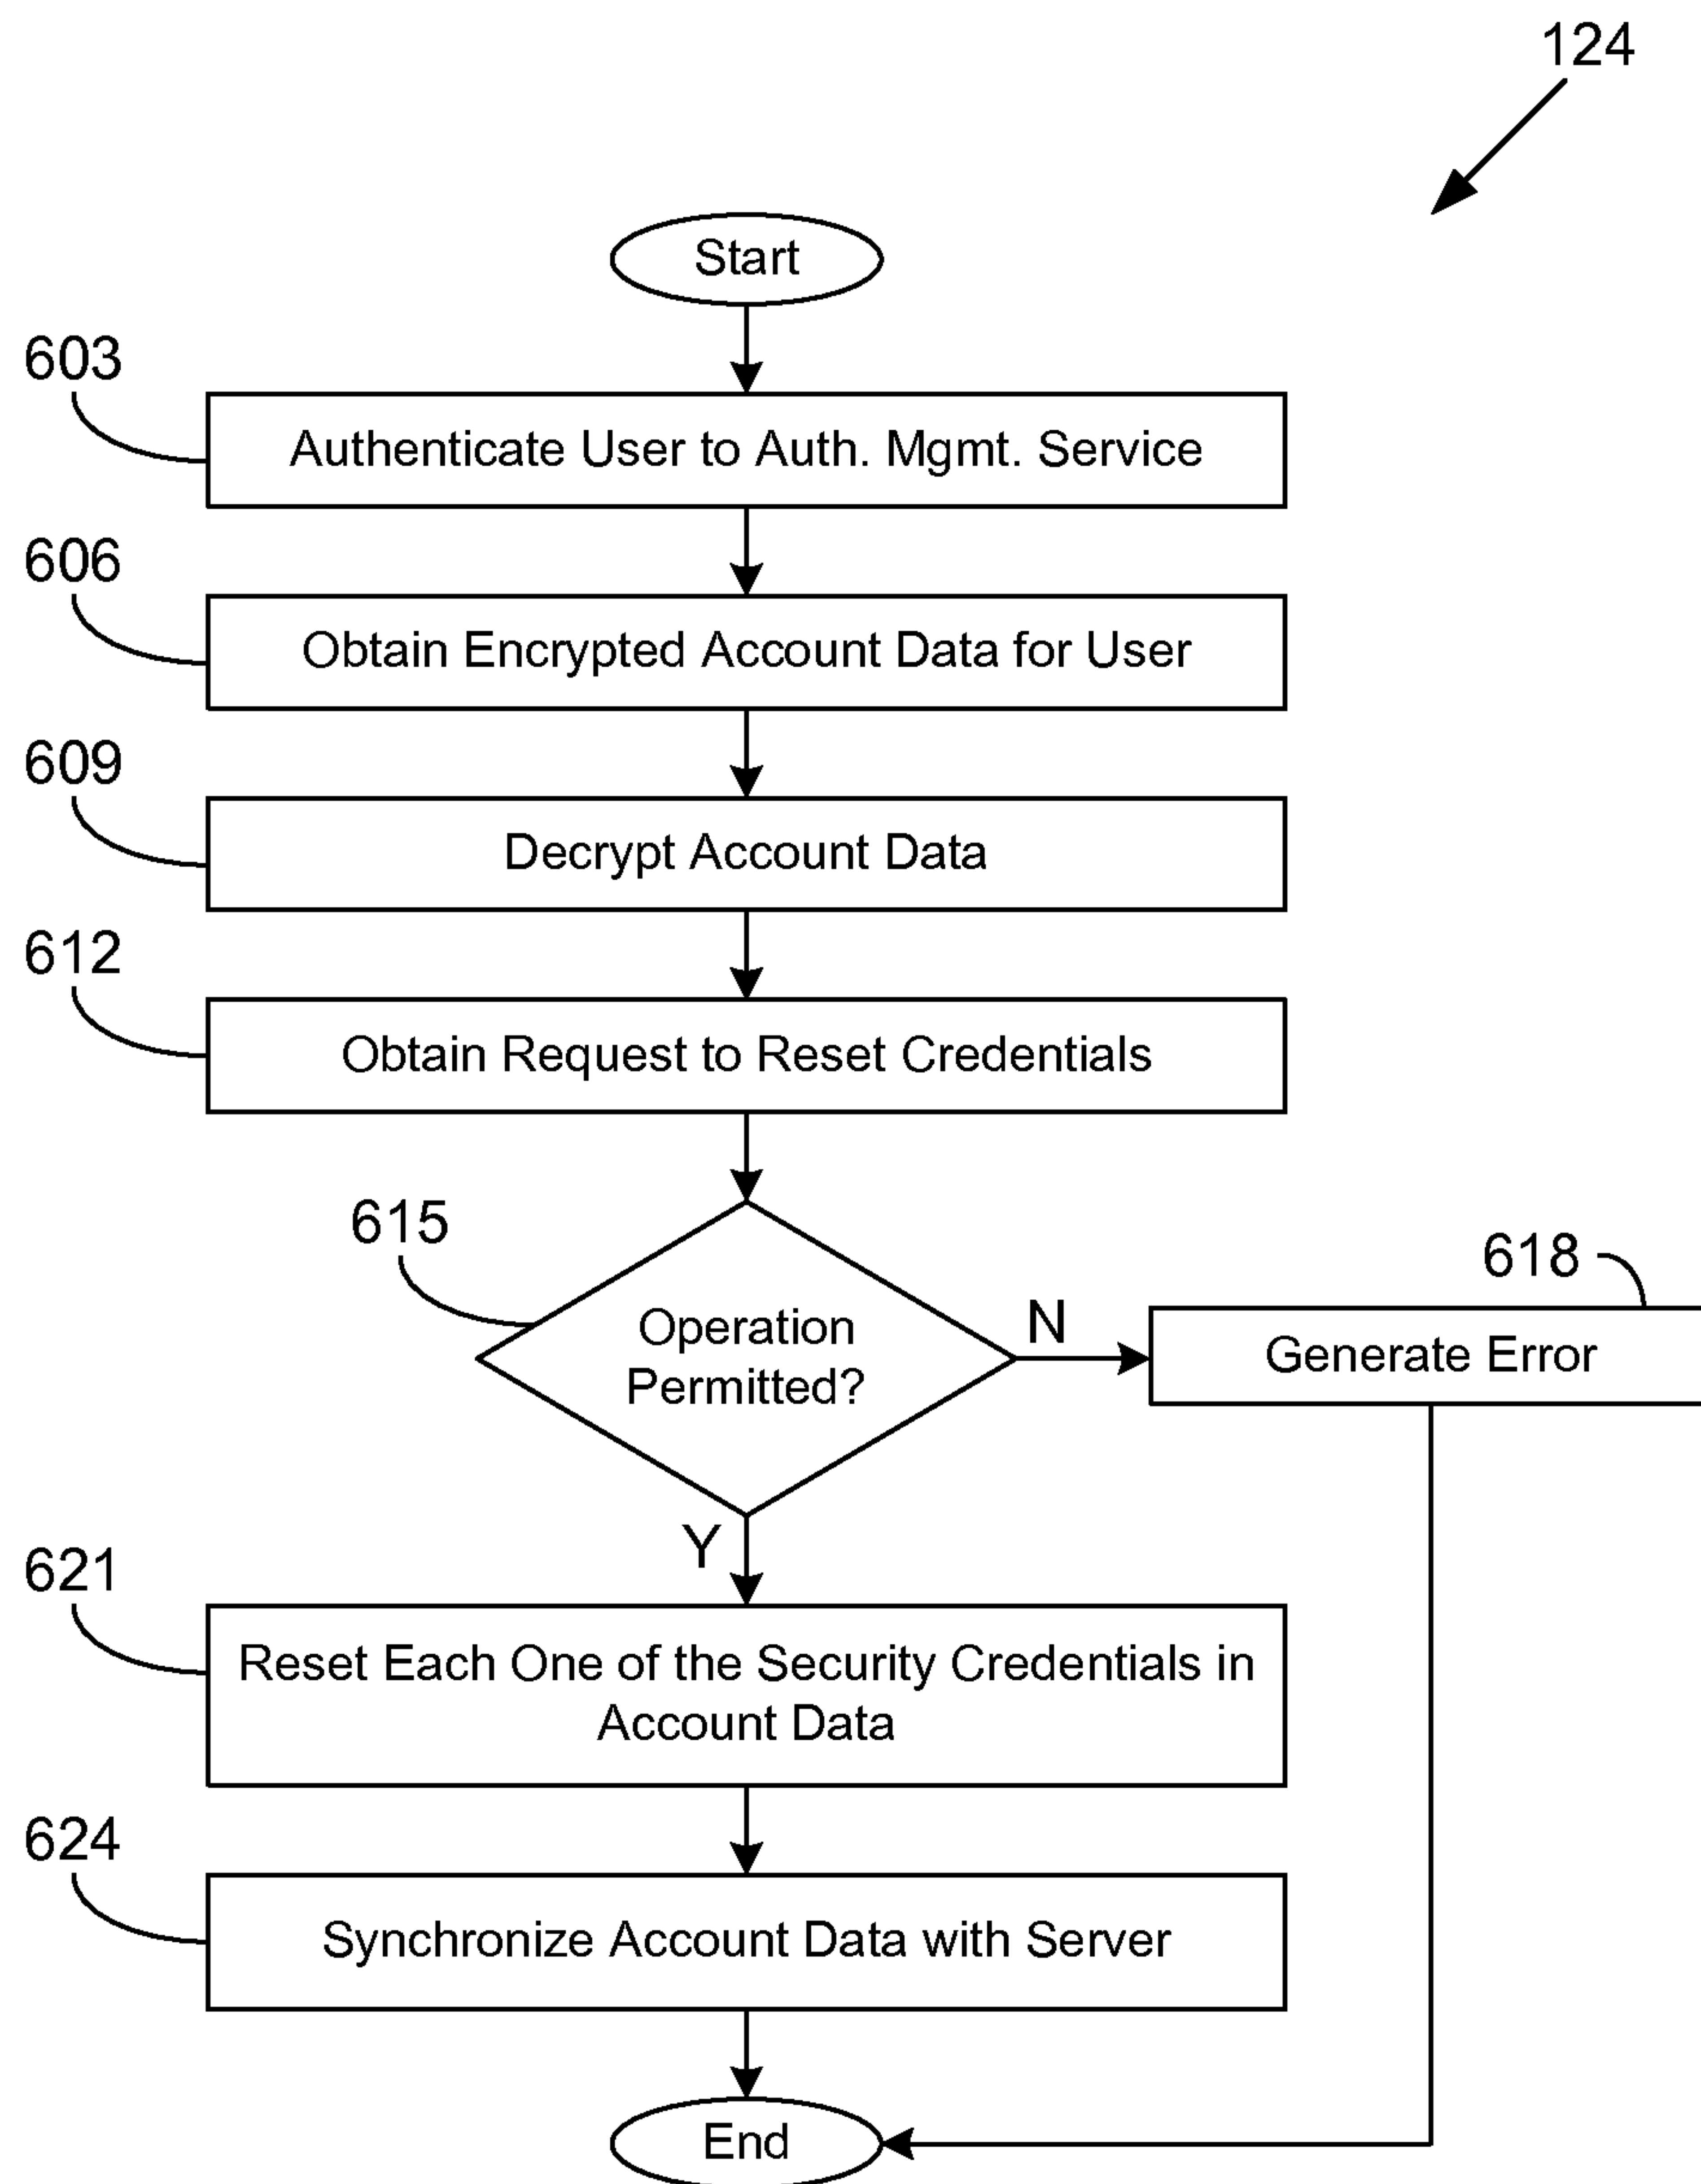 124
Start
603
Authenticate User to Auth. Mgmt. Service
606
Obtain Encrypted Account Data for User
609
Decrypt Account Data
612
Obtain Request to Reset Credentials
615
Operation
Permitted?
N
618
Generate Error
Y
621
Reset Each One of the Security Credentials in
Account Data
624
Synchronize Account Data with Server
End